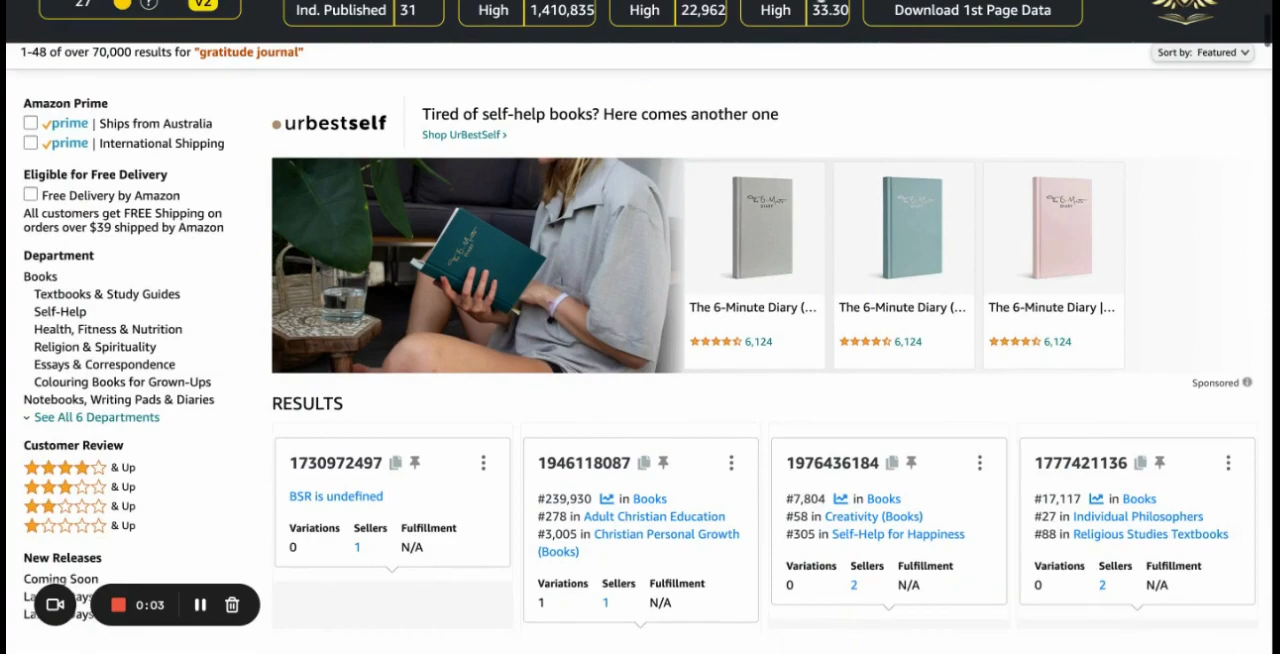 27 ? V2
Ind. Published 31 High 1,410,835 High 22,962 High 33.30 Download 1st Page Data
1-48 of over 70,000 results for "gratitude journal"
Sort by: Featured
Amazon Prime
prime | Ships from Australia
prime | International Shipping
Eligible for Free Delivery
Free Delivery by Amazon
All customers get FREE Shipping on
orders over $39 shipped by Amazon
Department
Books
Textbooks & Study Guides
Self-Help
Health, Fitness & Nutrition
Religion & Spirituality
Essays & Correspondence
Colouring Books for Grown-Ups
Notebooks, Writing Pads & Diaries
See All 6 Departments
Customer Review
& Up
& Up
& Up
& Up
New Releases
Coming Soon
0:03
urbestself
Tired of self-help books? Here comes another one
Shop UrBestSelf ›
The 6-Minute Diary (...
6,124
The 6-Minute Diary (...
6,124
The 6-Minute Diary |...
6,124
Sponsored
RESULTS
1730972497
BSR is undefined
Variations Sellers Fulfillment
0 1 N/A
1946118087
#239,930 in Books
#278 in Adult Christian Education
#3,005 in Christian Personal Growth
(Books)
Variations Sellers Fulfillment
1 1 N/A
1976436184
#7,804 in Books
#58 in Creativity (Books)
#305 in Self-Help for Happiness
Variations Sellers Fulfillment
0 2 N/A
1777421136
#17,117 in Books
#27 in Individual Philosophers
#88 in Religious Studies Textbooks
Variations Sellers Fulfillment
0 2 N/A